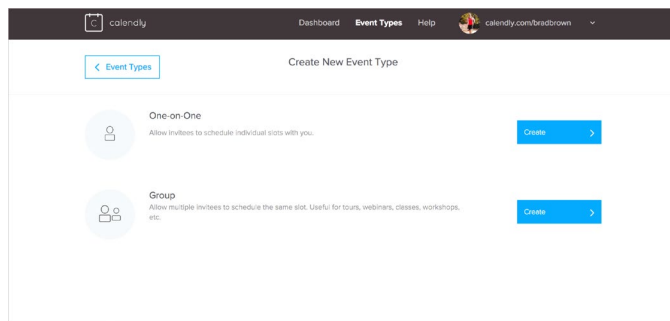 C calendly Dashboard Event Types Help calendly.com/bradbrown
Event Types Create New Event Type
One-on-One
Allow invitees to schedule individual slots with you.
Create
Group
Allow multiple invitees to schedule the same slot. Useful for tours, webinars, classes, workshops,
etc.
Create